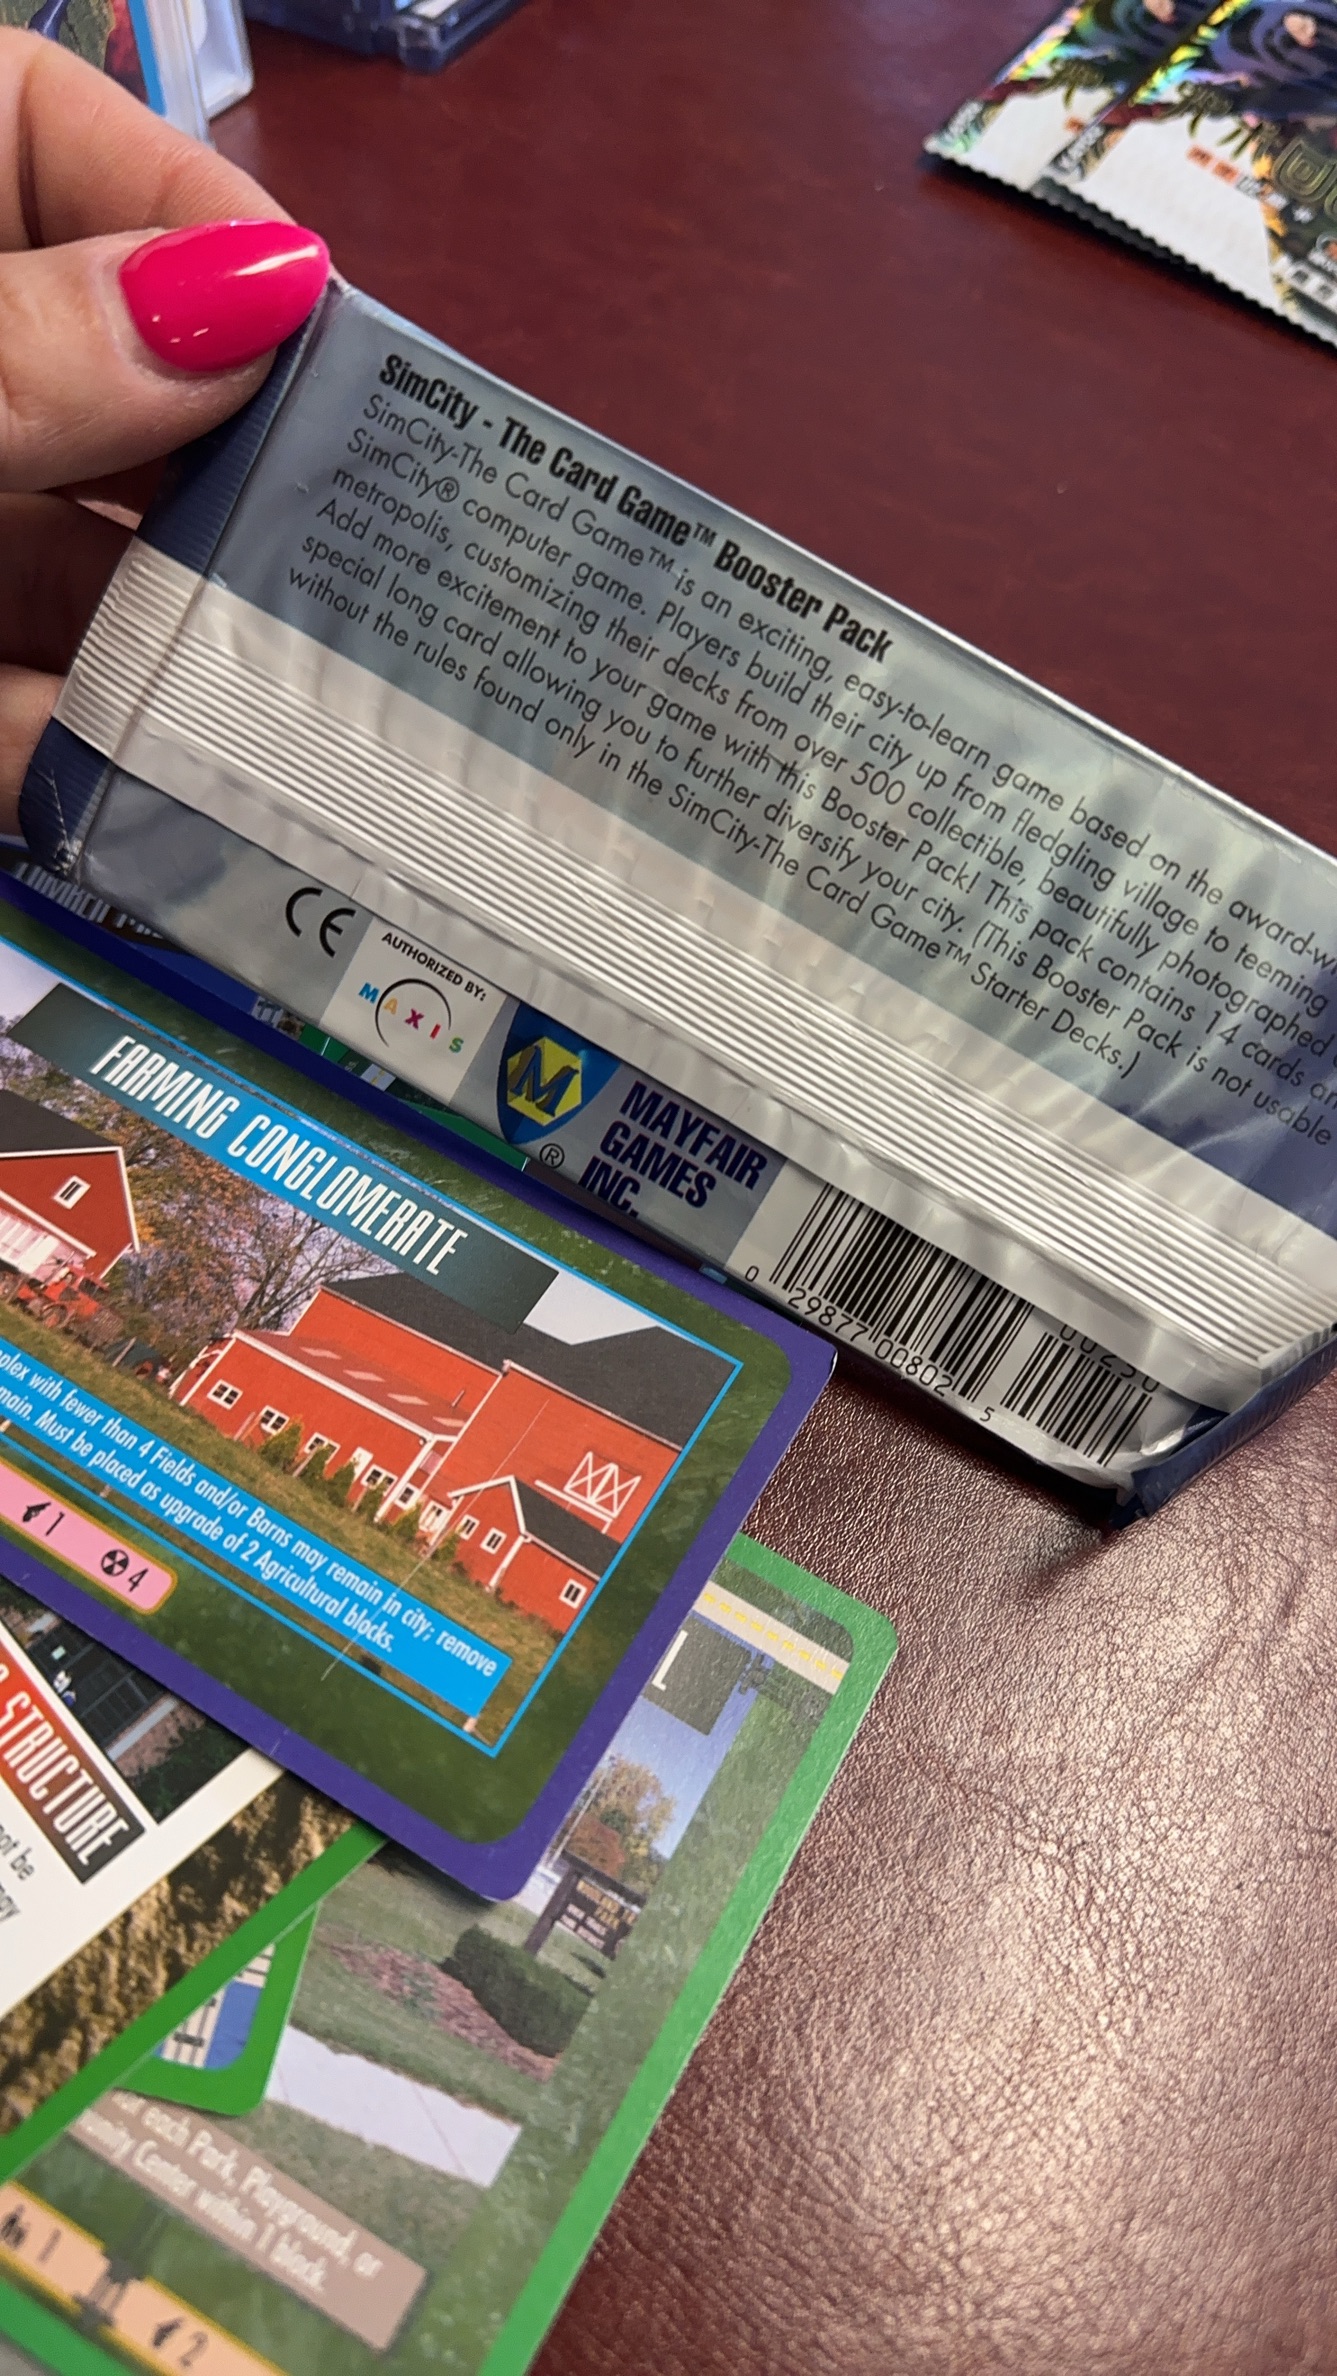 SimCity - The Card Game™ Booster Pack
SimCity-The Card Game™ is an exciting, easy-to-learn game based on the award-w
SimCity® computer game. Players build their city up from fledgling village to teeming
metropolis, customizing their decks from over 500 collectible, beautifully photographed
Add more excitement to your game with this Booster Pack! This pack contains 14 cards an
special long card allowing you to further diversify your city. (This Booster Pack is not usable
without the rules found only in the SimCity-The Card Game™ Starter Decks.)
CE
AUTHORIZED BY:
MAXIS
M
®
MAYFAIR
GAMES
INC.
0 29877 00802 5
00250
FARMING CONGLOMERATE
plex with fewer than 4 Fields and/or Barns may remain in city; remove
main. Must be placed as upgrade of 2 Agricultural blocks.
1
4
STRUCTURE
not be
L
each Park, Playground, or
munity Center within 1 block.
1
2